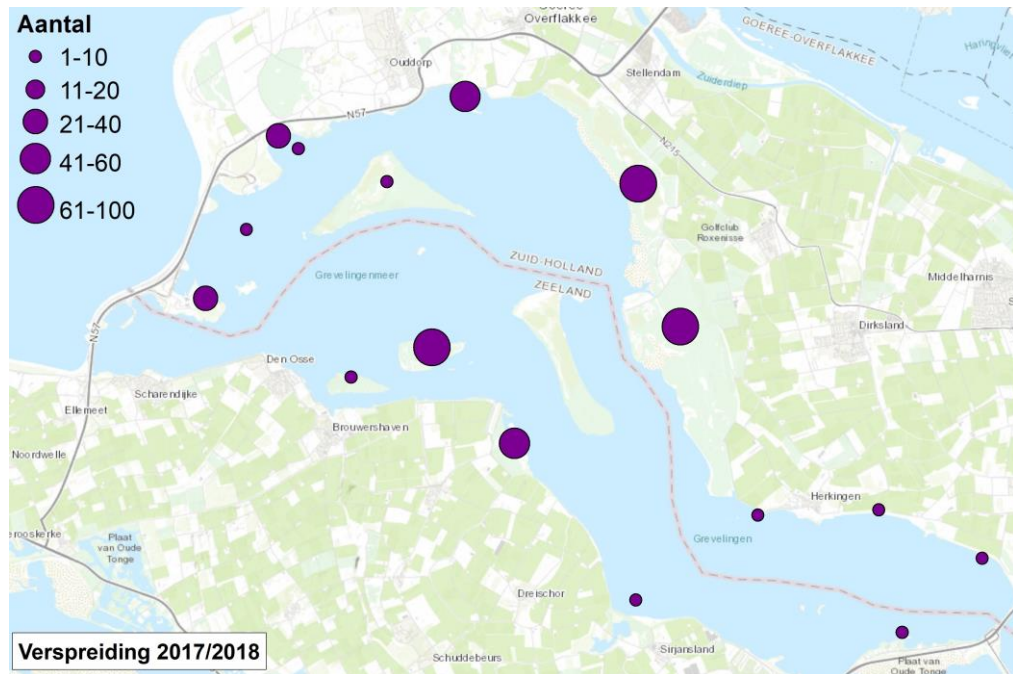 Aantal
1-10
11-20
21-40
41-60
61-100
Goeree
Overflakkee
Ouddorp
N57
Stellendam
Zuiderdiep
GOEREE-OVERFLAKKEE
N215
Golfclub
Roxenisse
ZUID-HOLLAND
ZEELAND
Grevelingenmeer
Middelharnis
Dirksland
N57
Den Osse
Scharendijke
Ellemeet
Brouwershaven
Noordwelle
Herkingen
Grevelingen
Plaat
van Oude
Tonge
Dreischor
Sirjansland
Schuddebeurs
Plaat van
Oude Tonge
Verspreiding 2017/2018